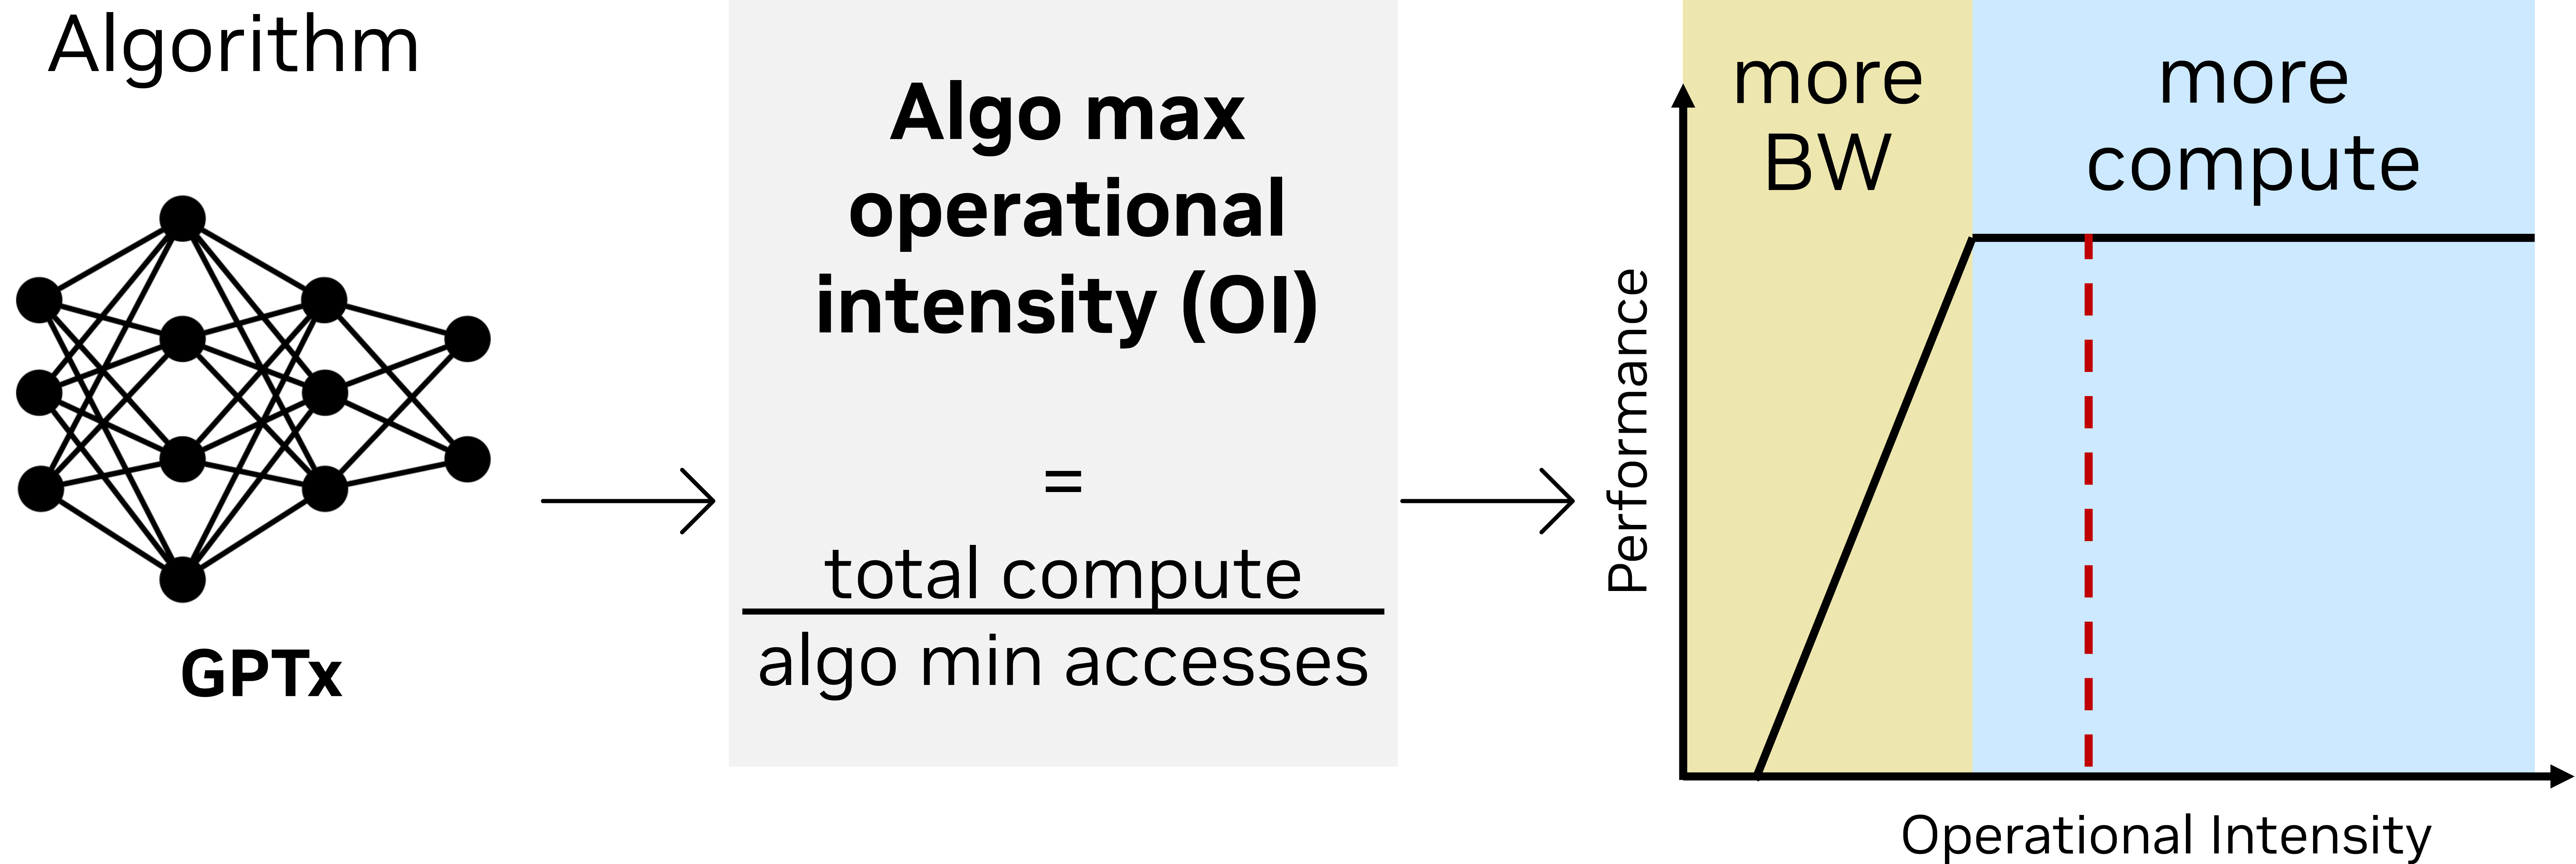 Algorithm
GPTx
Algo max
operational
intensity (OI)
=
total compute
algo min accesses
more
BW
more
compute
Performance
Operational Intensity